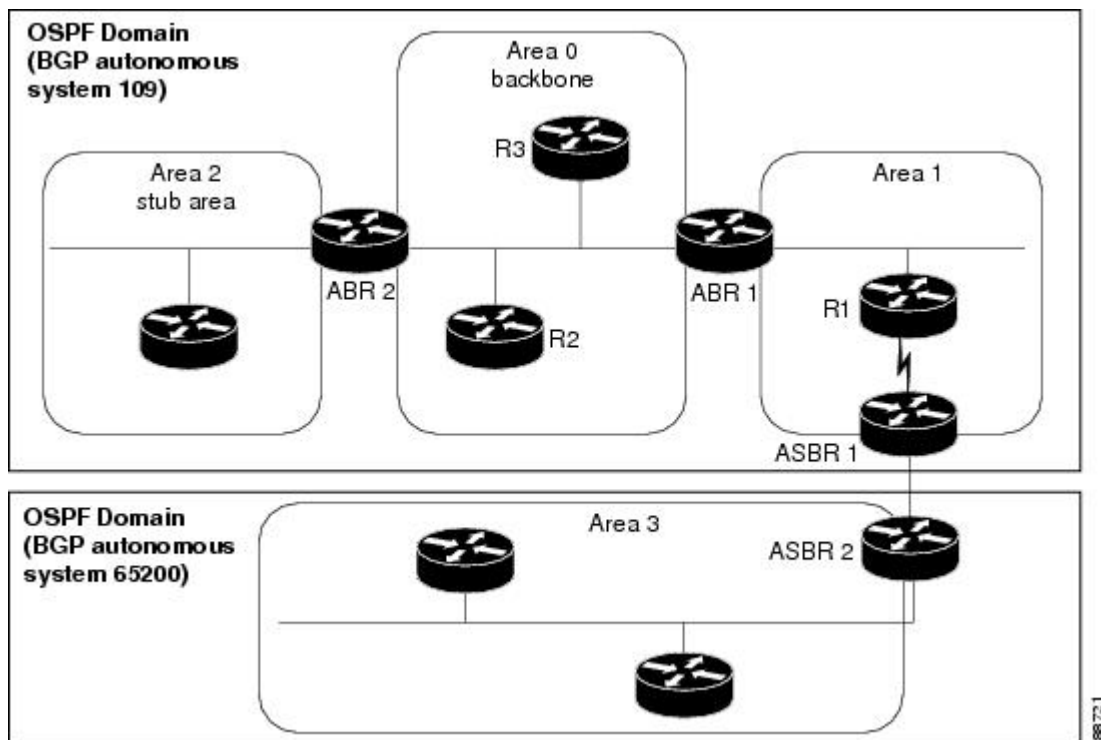 OSPF Domain
(BGP autonomous
system 109)
Area 0
backbone
R3
Area 2
stub area
Area 1
ABR 2
ABR 1
R1
R2
ASBR 1
OSPF Domain
(BGP autonomous
system 65200)
Area 3
ASBR 2
88721